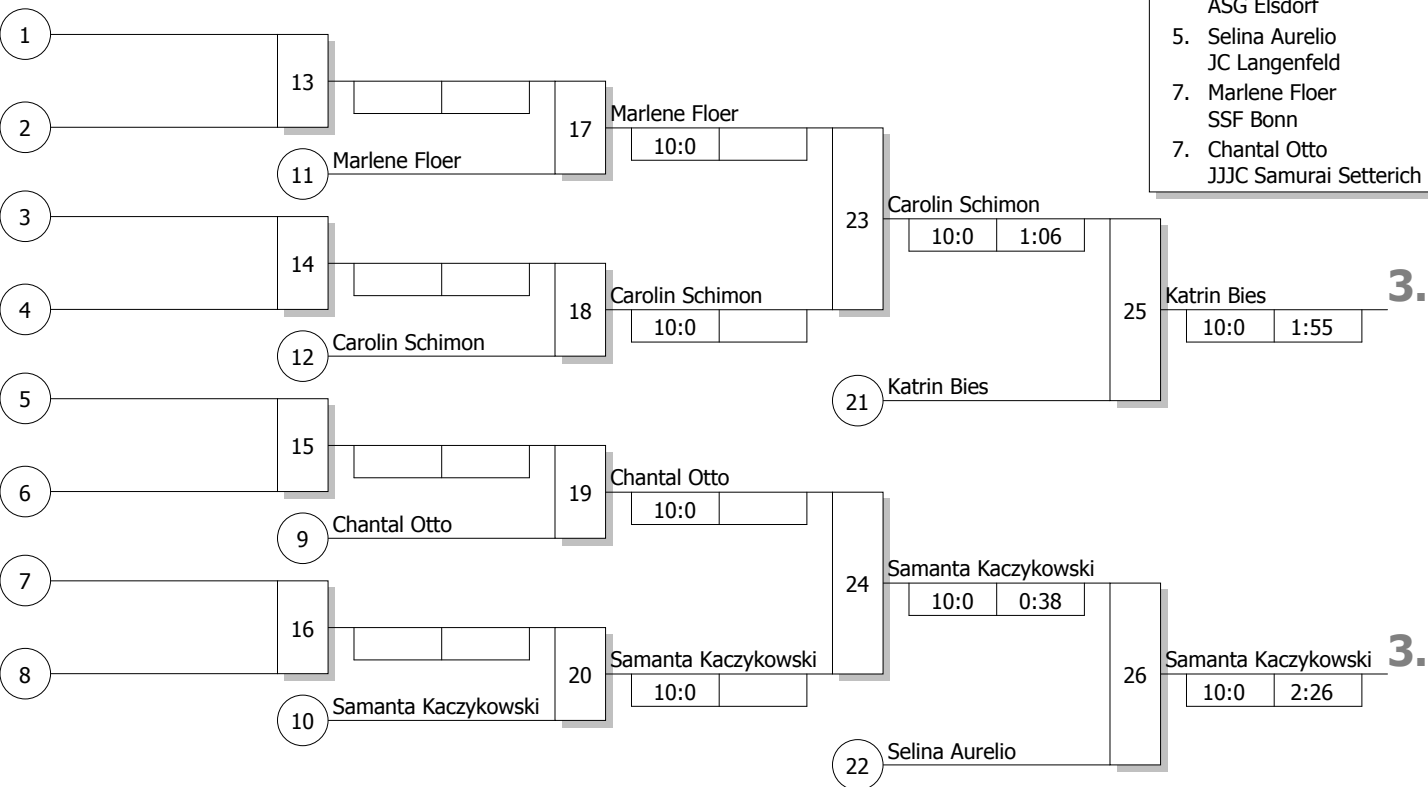 ASG Elsdorf
5. Selina Aurelio
JC Langenfeld
7. Marlene Floer
SSF Bonn
7. Chantal Otto
JJJC Samurai Setterich
1
13
2
17
Marlene Floer
10:0
11
Marlene Floer
3
23
Carolin Schimon
10:0 1:06
14
4
18
Carolin Schimon
10:0
12
Carolin Schimon
25
Katrin Bies
3.
10:0 1:55
5
21
Katrin Bies
15
6
19
Chantal Otto
10:0
9
Chantal Otto
7
24
Samanta Kaczykowski
10:0 0:38
16
8
20
Samanta Kaczykowski
10:0
10
Samanta Kaczykowski
26
Samanta Kaczykowski
3.
10:0 2:26
22
Selina Aurelio